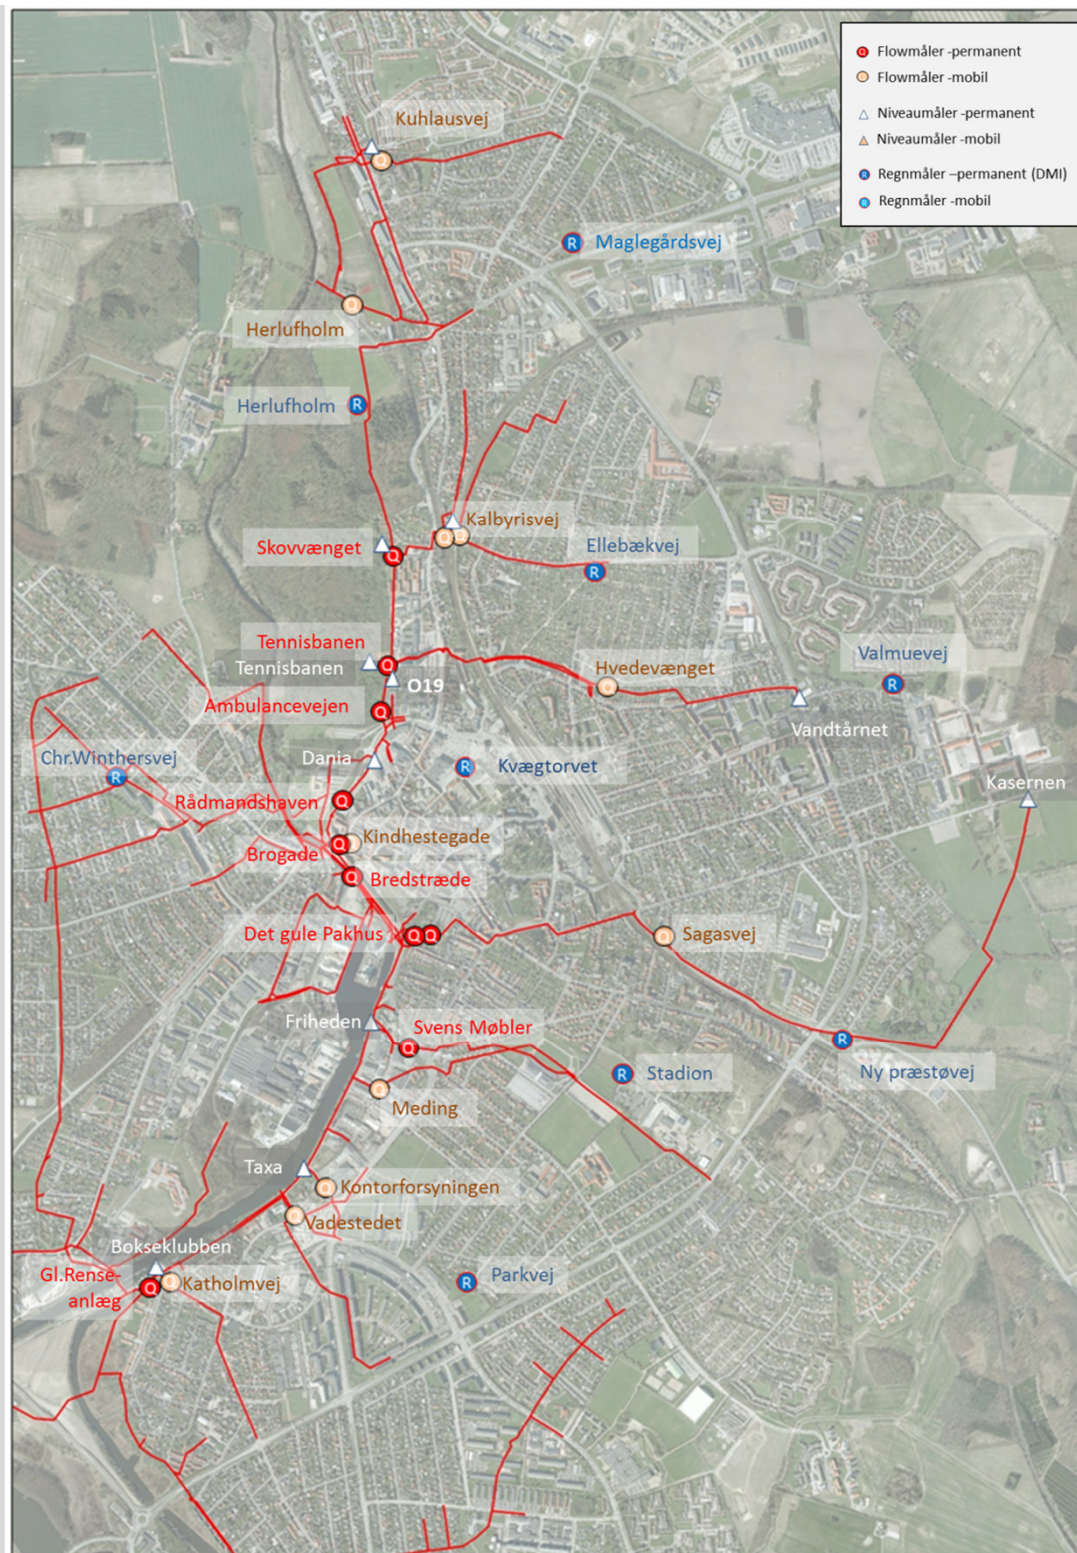 Q Flowmåler -permanent
Q Flowmåler -mobil
Niveaumåler -permanent
Niveaumåler -mobil
R Regnmåler –permanent (DMI)
R Regnmåler -mobil
Kuhlausvej
Q
R Maglegårdsvej
Q
Herlufholm
Herlufholm R
Kalbyrisvej
Q Q
Skovvænget
Q
Ellebækvej
R
Tennisbanen
Tennisbanen
Q
O19
Hvedevænget
Q
Valmuevej
R
Ambulancevejen
Q
Vandtårnet
Chr.Winthersvej
R
Dania
R Kvægtorvet
Kasernen
Rådmandshaven
Q
Kindhestegade
Brogade
Q
Q Bredstræde
Det gule Pakhus
Q Q
Q Sagasvej
Friheden
Svens Møbler
Q
R
Ny præstøvej
R Stadion
Q
Meding
Taxa
Q Kontorforsyningen
Q
Vadestedet
Bokseklubben
Gl.Rense-
anlæg
Q
Q Katholmvej
R Parkvej